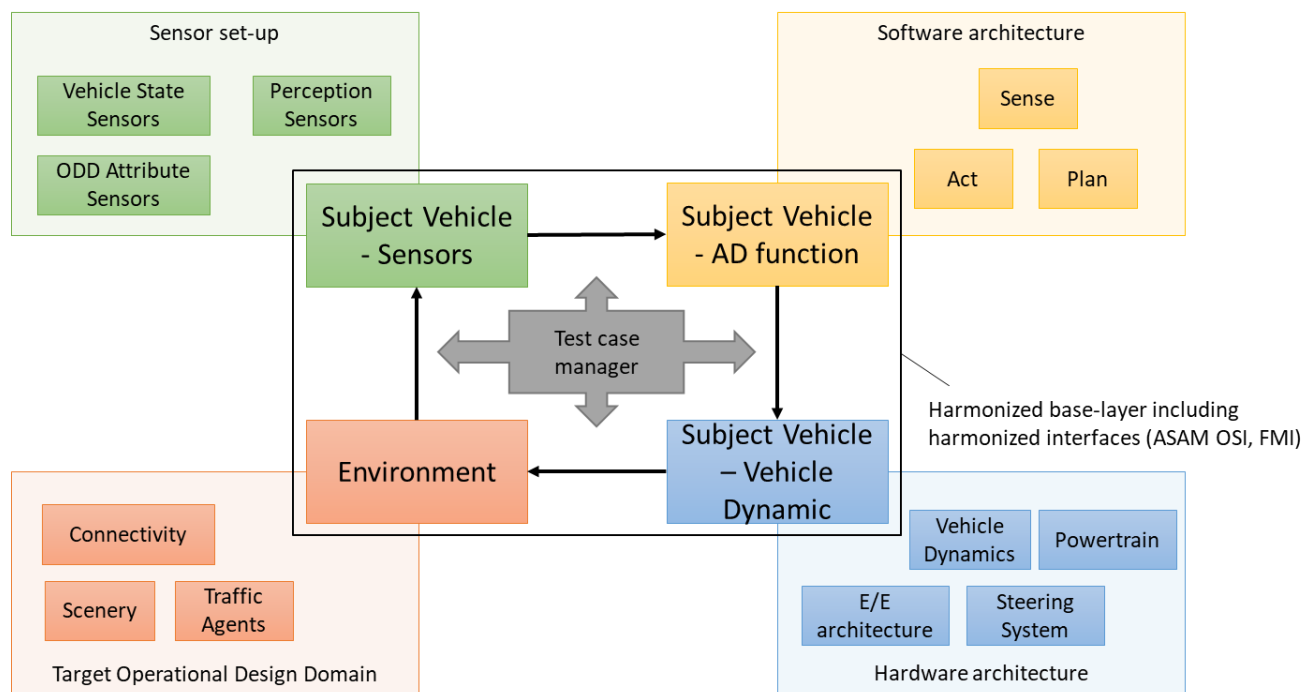 Sensor set-up
Vehicle State
Sensors
Perception
Sensors
ODD Attribute
Sensors
Software architecture
Sense
Act
Plan
Subject Vehicle
- Sensors
Subject Vehicle
- AD function
Test case
manager
Environment
Subject Vehicle
– Vehicle
Dynamic
Harmonized base-layer including
harmonized interfaces (ASAM OSI, FMI)
Connectivity
Scenery
Traffic
Agents
Target Operational Design Domain
Vehicle
Dynamics
Powertrain
E/E
architecture
Steering
System
Hardware architecture